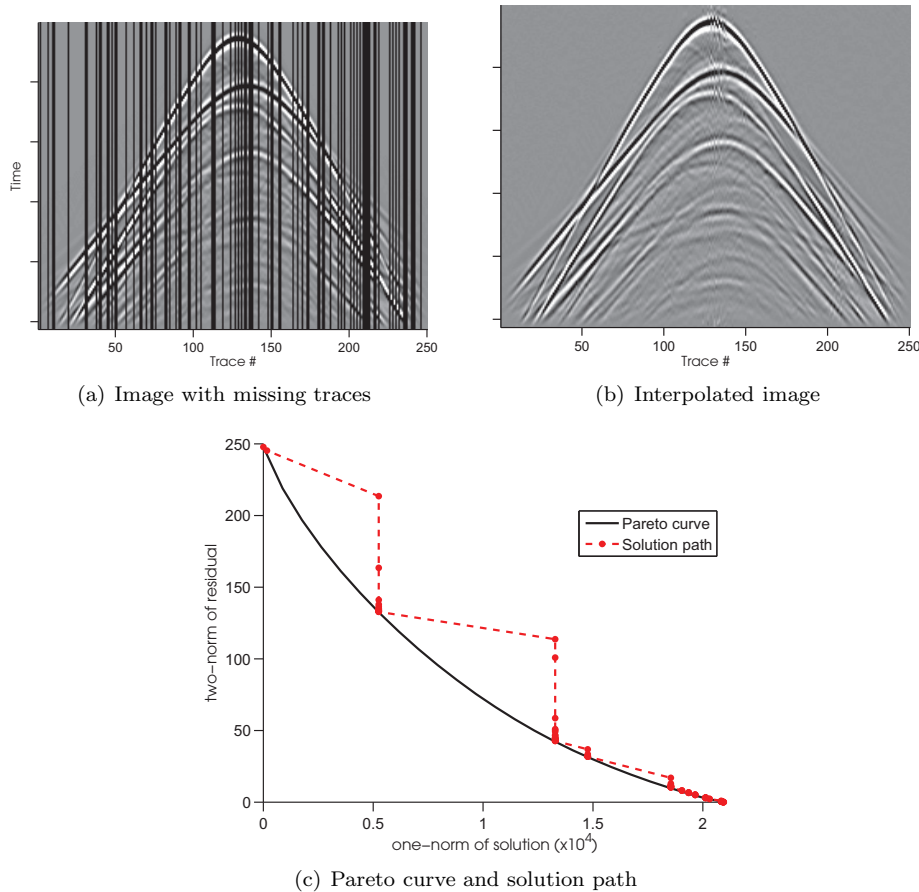 Time
50 100 150 200 250
Trace #
(a) Image with missing traces
50 100 150 200 250
Trace #
(b) Interpolated image
250
200
150
100
50
0
two−norm of residual
Pareto curve
Solution path
0 0.5 1 1.5 2
one−norm of solution (x10⁴)
(c) Pareto curve and solution path